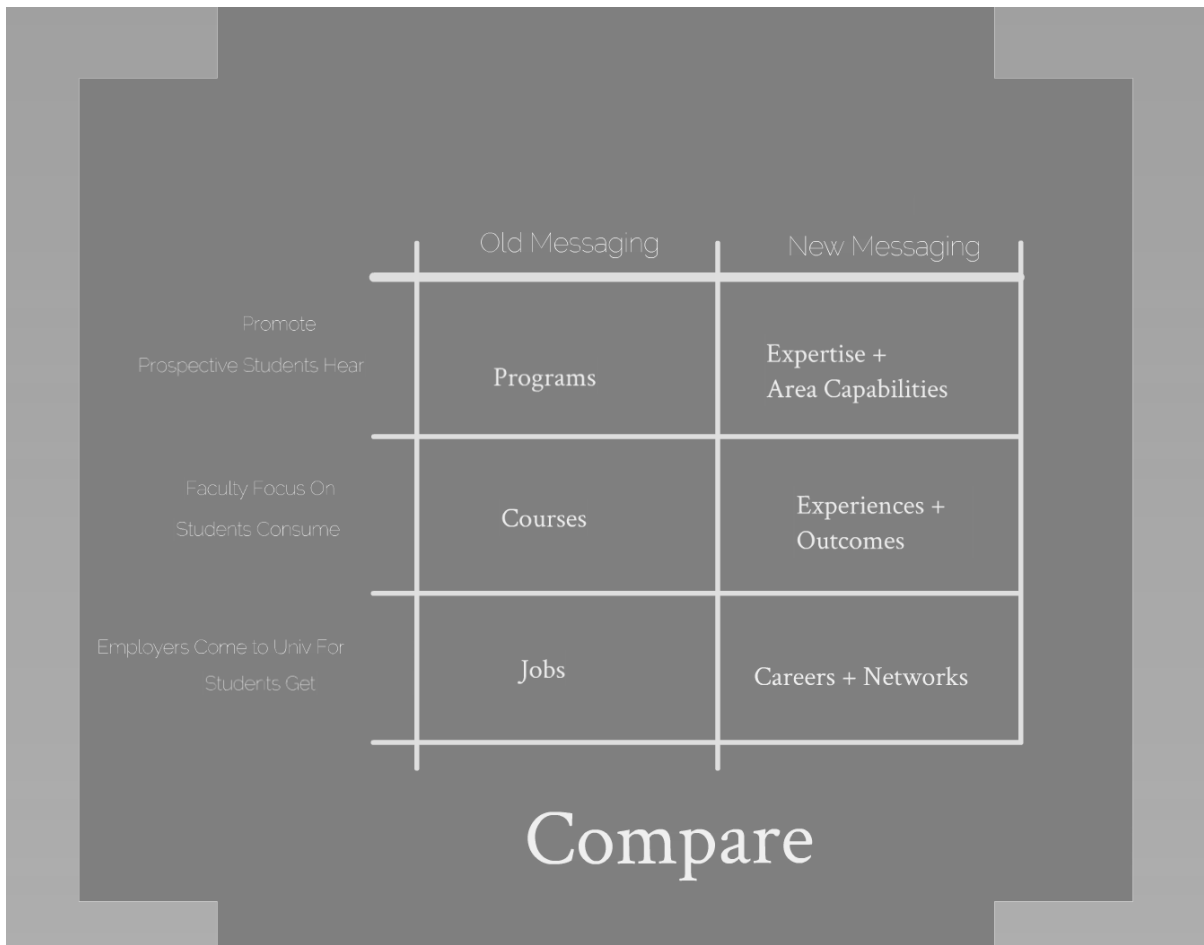 Old Messaging
New Messaging
Promote
Prospective Students Hear
Programs
Expertise +
Area Capabilities
Faculty Focus On
Students Consume
Courses
Experiences +
Outcomes
Employers Come to Univ For
Students Get
Jobs
Careers + Networks
Compare